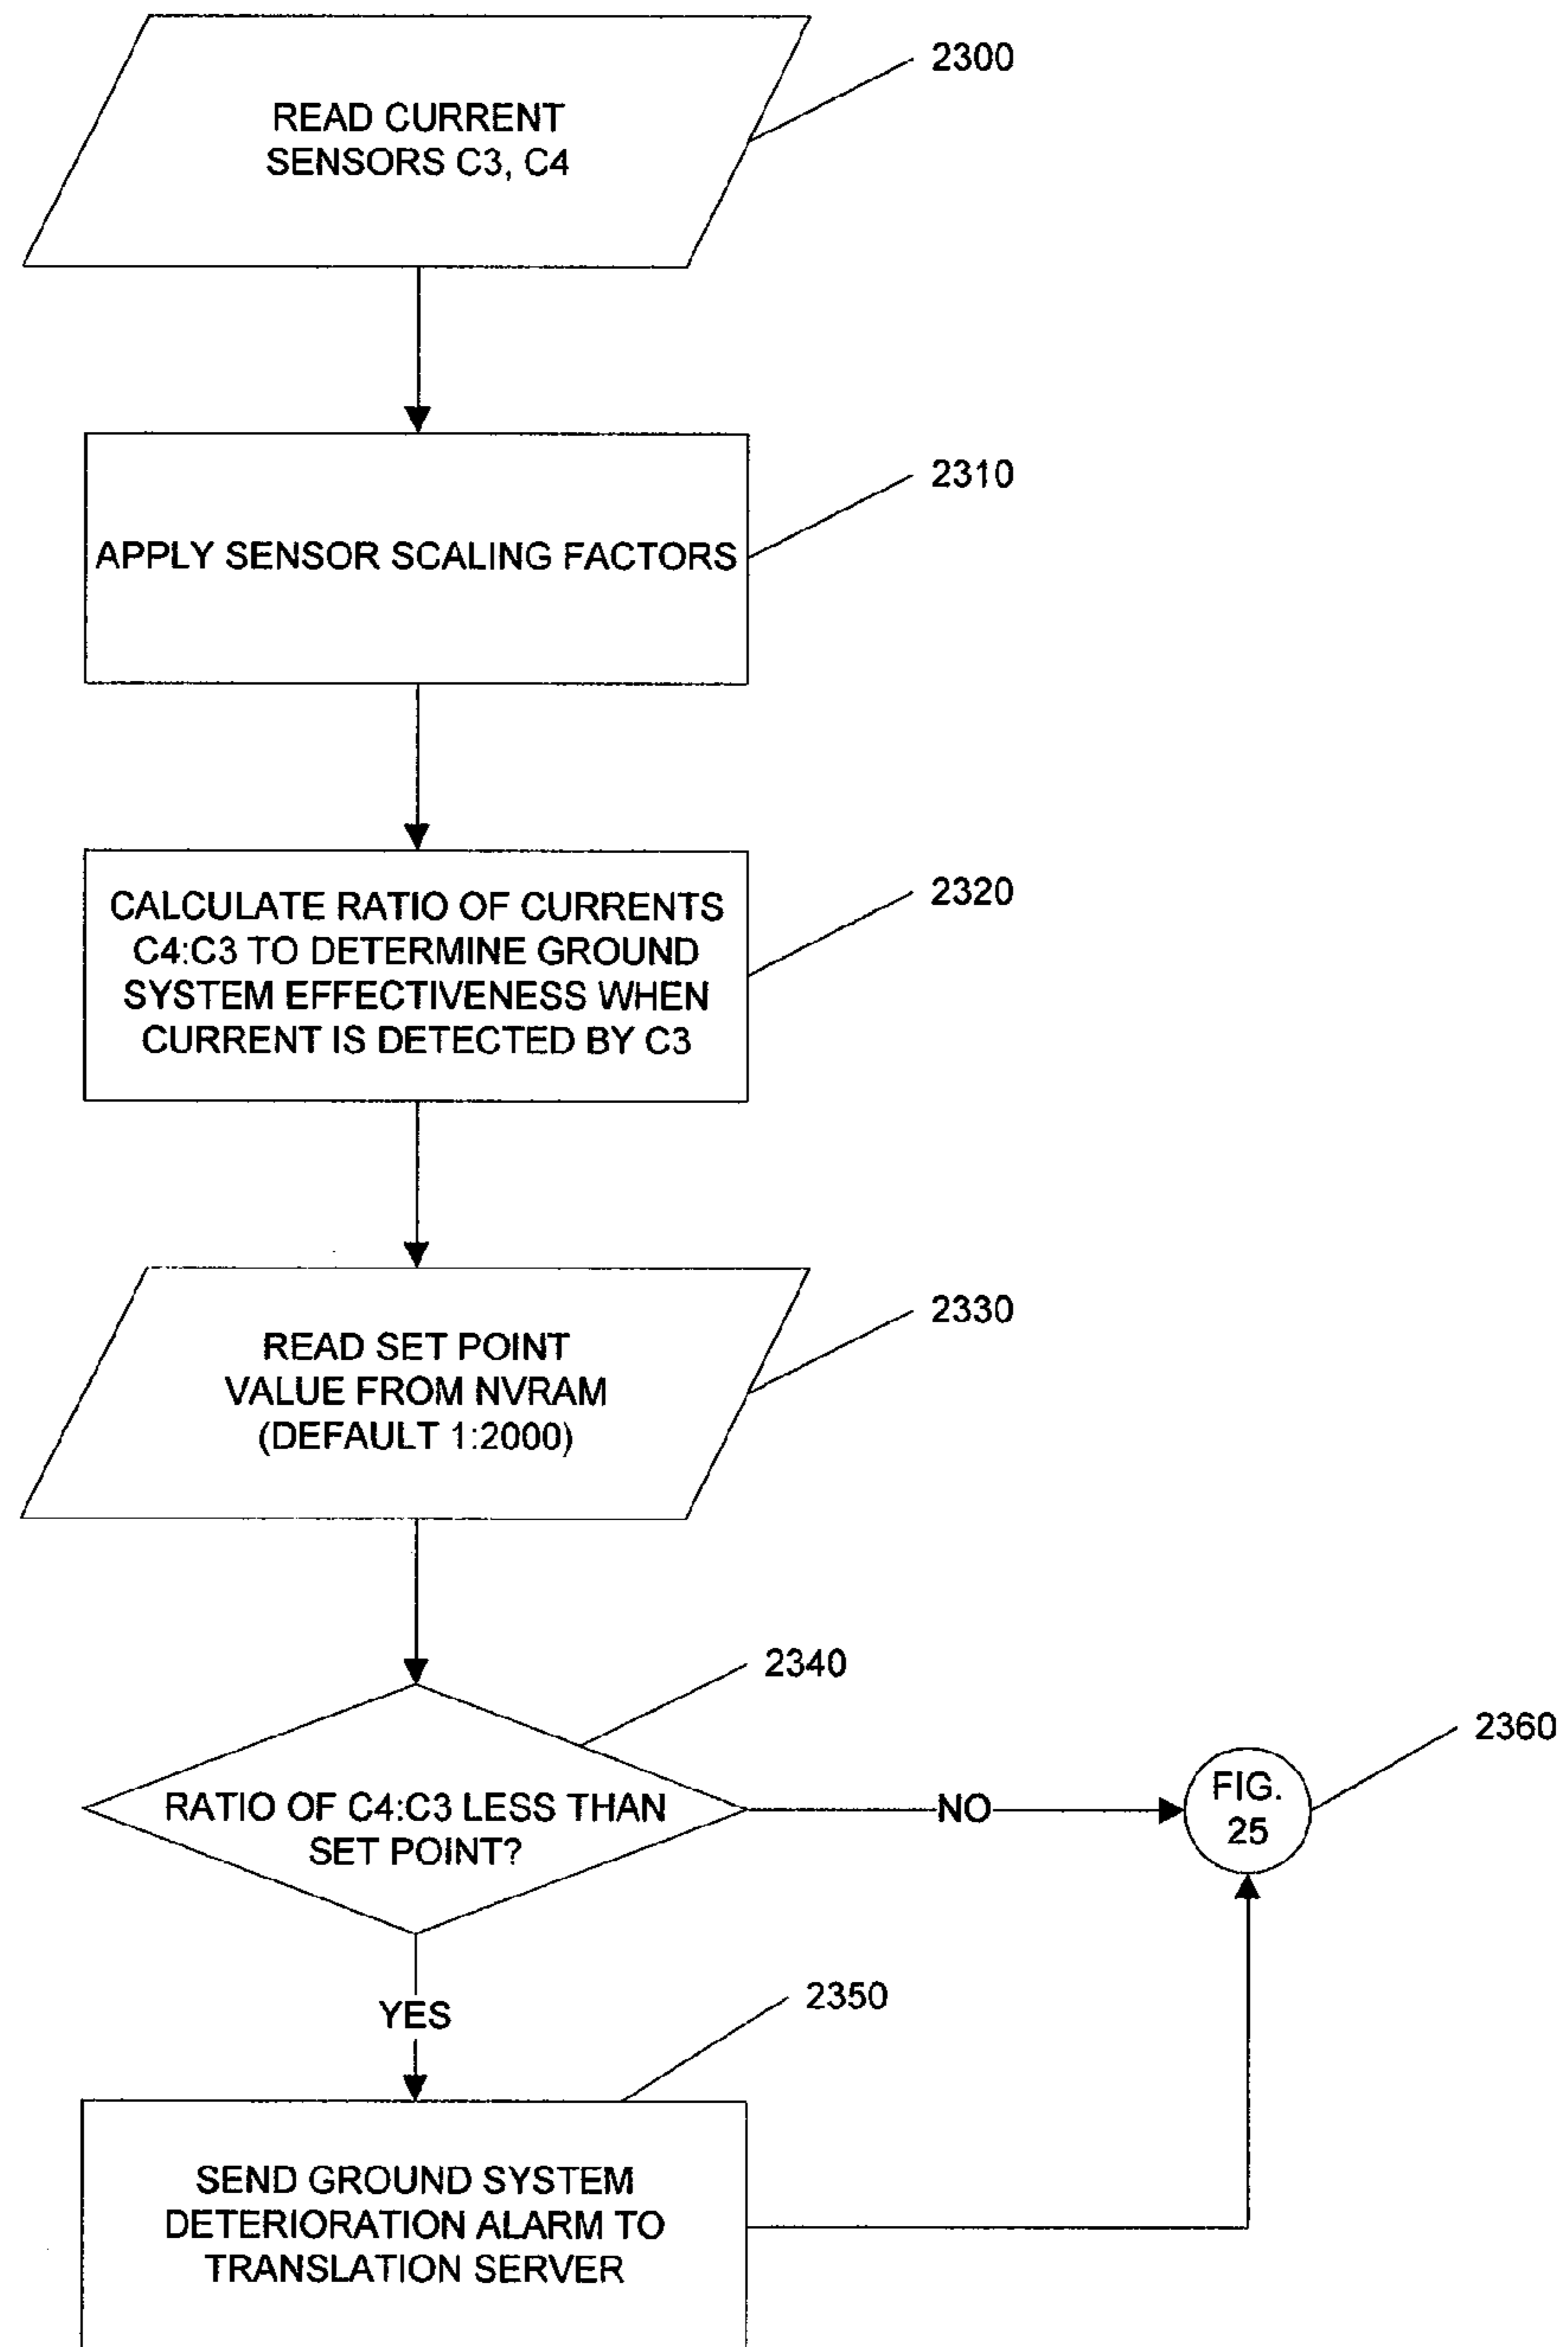 2300
READ CURRENT
SENSORS C3, C4
2310
APPLY SENSOR SCALING FACTORS
2320
CALCULATE RATIO OF CURRENTS
C4:C3 TO DETERMINE GROUND
SYSTEM EFFECTIVENESS WHEN
CURRENT IS DETECTED BY C3
2330
READ SET POINT
VALUE FROM NVRAM
(DEFAULT 1:2000)
2340
RATIO OF C4:C3 LESS THAN
SET POINT?
NO
2360
FIG.
25
YES
2350
SEND GROUND SYSTEM
DETERIORATION ALARM TO
TRANSLATION SERVER